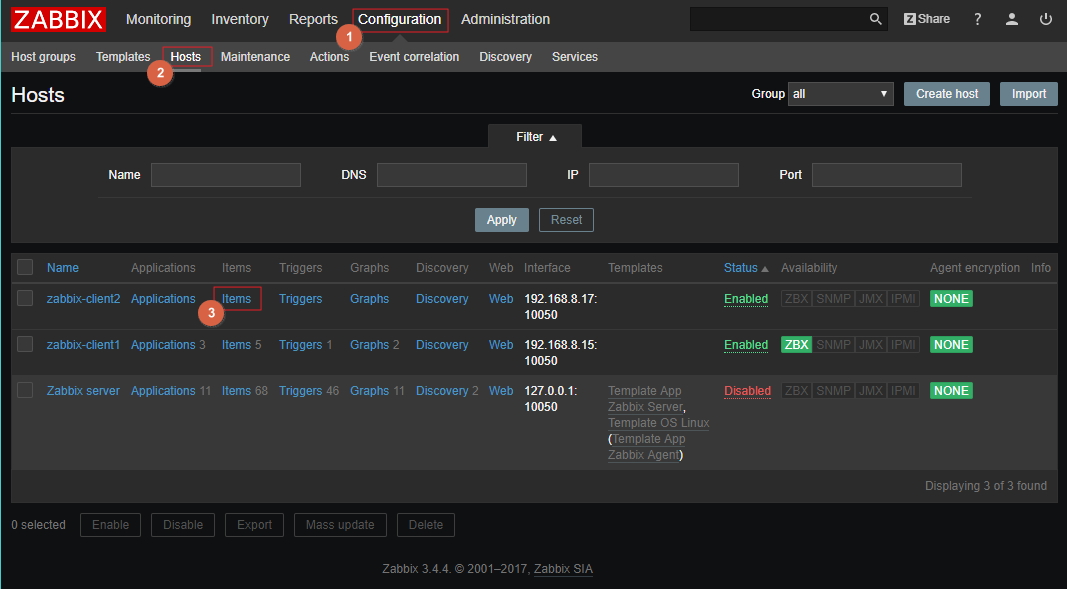 ZABBIX Monitoring Inventory Reports Configuration Administration Z Share ?
1
Host groups Templates Hosts Maintenance Actions Event correlation Discovery Services
2
Hosts Group all Create host Import
Filter
Name DNS IP Port
Apply Reset
Name Applications Items Triggers Graphs Discovery Web Interface Templates Status Availability Agent encryption Info
zabbix-client2 Applications Items Triggers Graphs Discovery Web 192.168.8.17: Enabled ZBX SNMP JMX IPMI NONE
3 10050
zabbix-client1 Applications 3 Items 5 Triggers 1 Graphs 2 Discovery Web 192.168.8.15: Enabled ZBX SNMP JMX IPMI NONE
10050
Zabbix server Applications 11 Items 68 Triggers 46 Graphs 11 Discovery 2 Web 127.0.0.1: Template App Disabled ZBX SNMP JMX IPMI NONE
10050 Zabbix Server,
Template OS Linux
(Template App
Zabbix Agent)
Displaying 3 of 3 found
0 selected Enable Disable Export Mass update Delete
Zabbix 3.4.4. © 2001–2017, Zabbix SIA